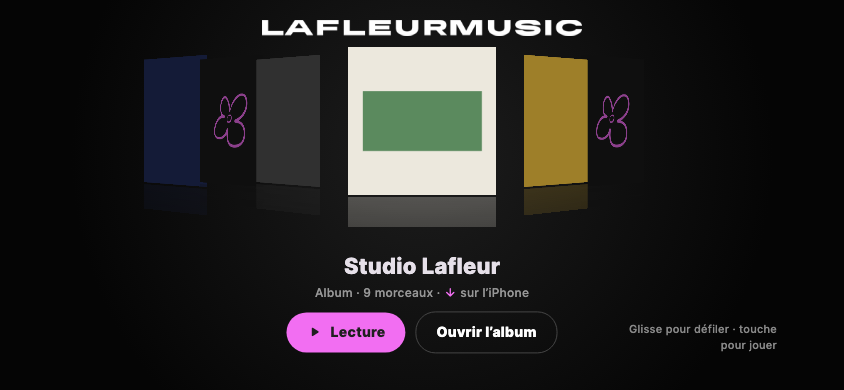 LAFLEURMUSIC
Studio Lafleur
Album · 9 morceaux · ↓ sur l’iPhone
Lecture
Ouvrir l’album
Glisse pour défiler · touche
pour jouer